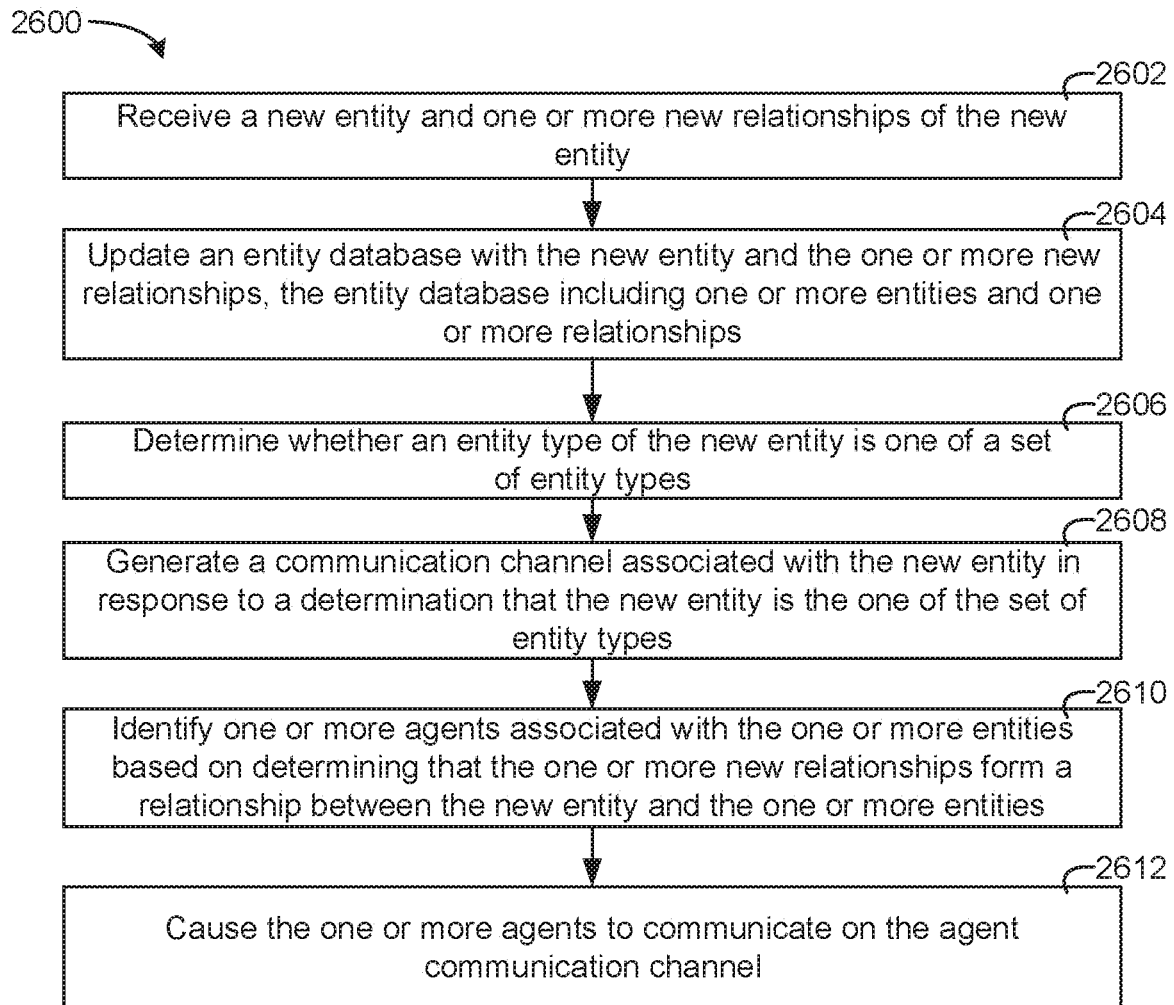 2600
2602
Receive a new entity and one or more new relationships of the new
entity
2604
Update an entity database with the new entity and the one or more new
relationships, the entity database including one or more entities and one
or more relationships
2606
Determine whether an entity type of the new entity is one of a set
of entity types
2608
Generate a communication channel associated with the new entity in
response to a determination that the new entity is the one of the set of
entity types
2610
Identify one or more agents associated with the one or more entities
based on determining that the one or more new relationships form a
relationship between the new entity and the one or more entities
2612
Cause the one or more agents to communicate on the agent
communication channel